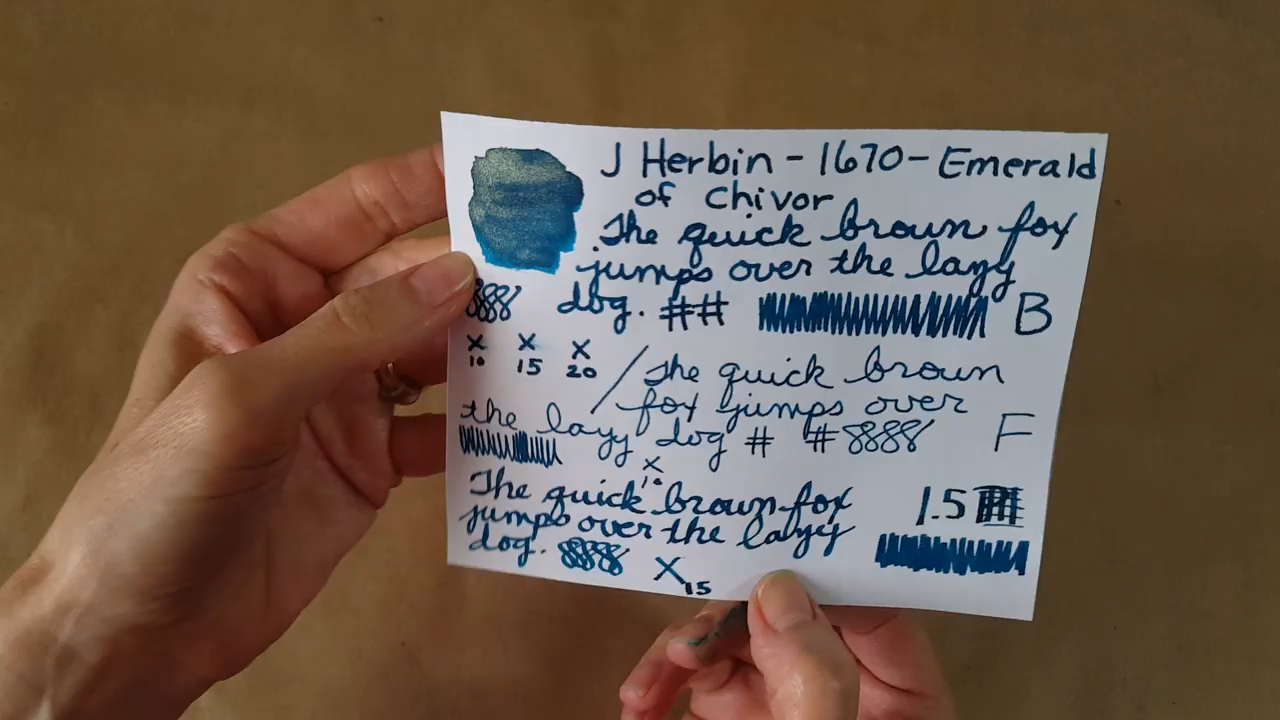 J Herbin - 1670 - Emerald
of Chivor
The quick brown fox
jumps over the lazy
888 dog. ## B
X X X
10 15 20
/ The quick brown
fox jumps over
the lazy dog # #8888 F
X
10
The quick brown fox
jumps over the lazy
dog. 8888 X 15
1.5 #